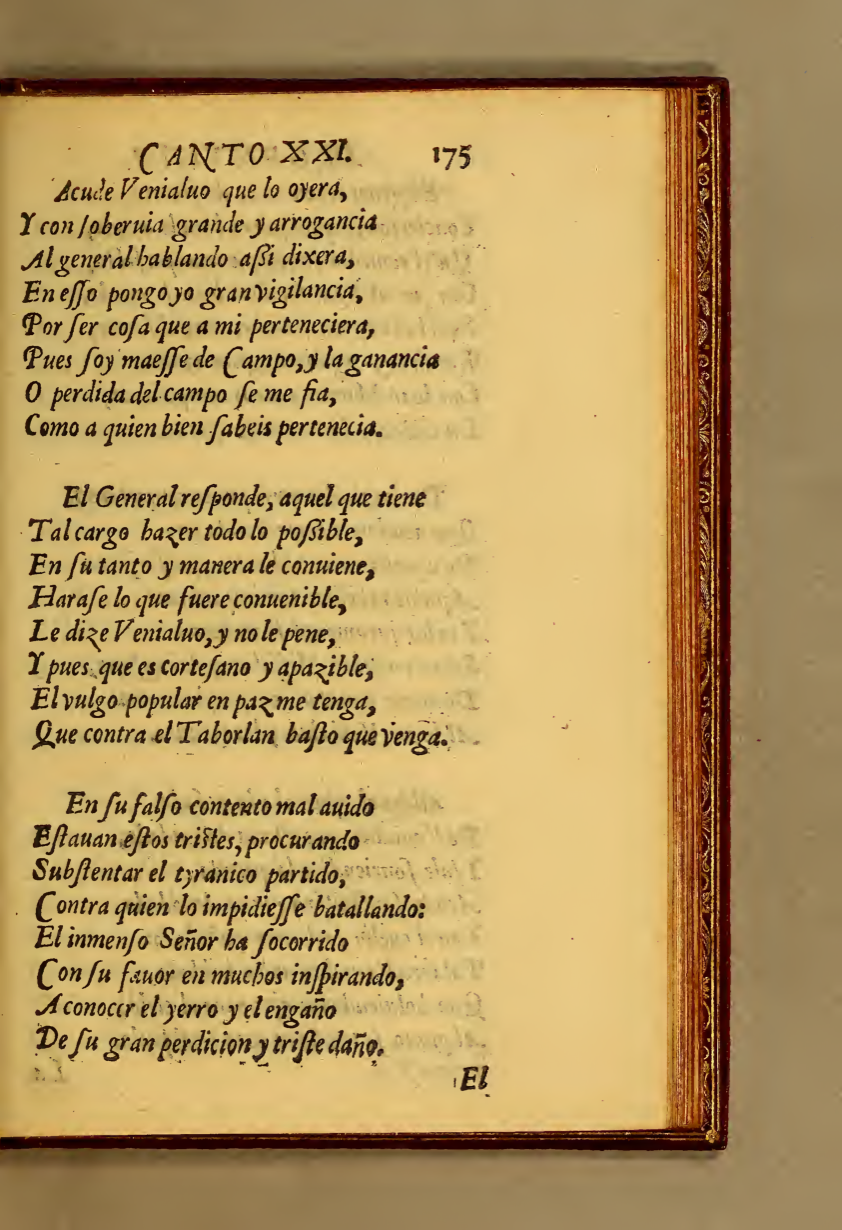 CANTO XXI. 175
Acude Venialuo que lo oyera,
Y con ſoberuia grande y arrogancia
Al general hablando aſsi dixera,
En eſſo pongo yo gran vigilancia,
Por ſer coſa que a mi perteneciera,
Pues ſoy maeſſe de Campo, y la ganancia
O perdida del campo ſe me fia,
Como a quien bien ſabeis pertenecia.
El General reſponde, aquel que tiene
Tal cargo hazer todo lo poſsible,
En ſu tanto y manera le conuiene,
Haraſe lo que fuere conuenible,
Le dize Venialuo, y no le pene,
Y pues que es corteſano y apazible,
El vulgo popular en paz me tenga,
Que contra el Taborlan baſto que venga.
En ſu falſo contento mal auido
Eſtauan eſtos triſtes, procurando
Subſtentar el tyranico partido,
Contra quien lo impidieſſe batallando:
El inmenſo Señor ha ſocorrido
Con ſu fauor en muchos inſpirando,
A conocer el yerro y el engaño
De ſu gran perdicion y triſte daño.
El